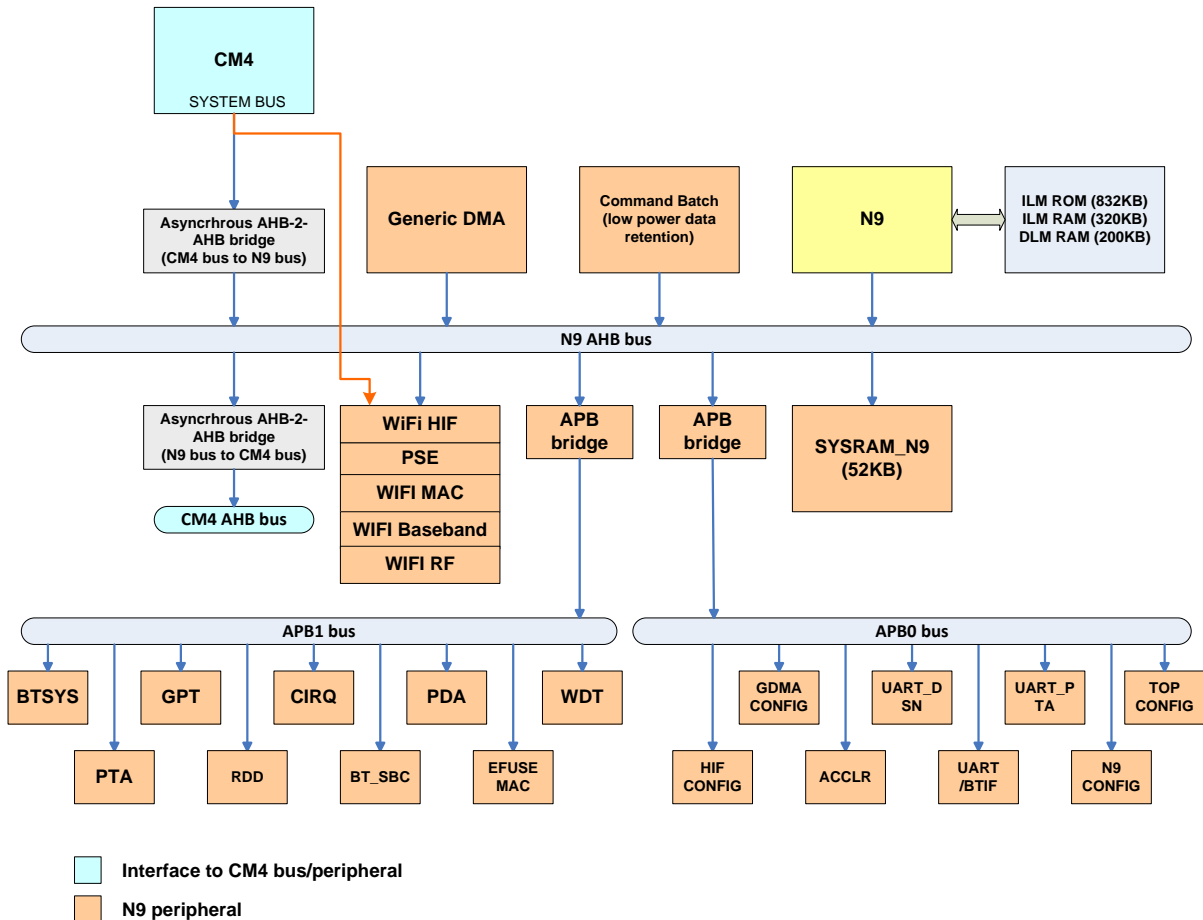 CM4
SYSTEM BUS
Asyncrhrous AHB-2-
AHB bridge
(CM4 bus to N9 bus)
Generic DMA
Command Batch
(low power data
retention)
N9
ILM ROM (832KB)
ILM RAM (320KB)
DLM RAM (200KB)
N9 AHB bus
Asyncrhrous AHB-2-
AHB bridge
(N9 bus to CM4 bus)
CM4 AHB bus
WiFi HIF
PSE
WIFI MAC
WIFI Baseband
WIFI RF
APB
bridge
APB
bridge
SYSRAM_N9
(52KB)
APB1 bus
APB0 bus
BTSYS
GPT
CIRQ
PDA
WDT
GDMA
CONFIG
UART_D
SN
UART_P
TA
TOP
CONFIG
PTA
RDD
BT_SBC
EFUSE
MAC
HIF
CONFIG
ACCLR
UART
/BTIF
N9
CONFIG
Interface to CM4 bus/peripheral
N9 peripheral